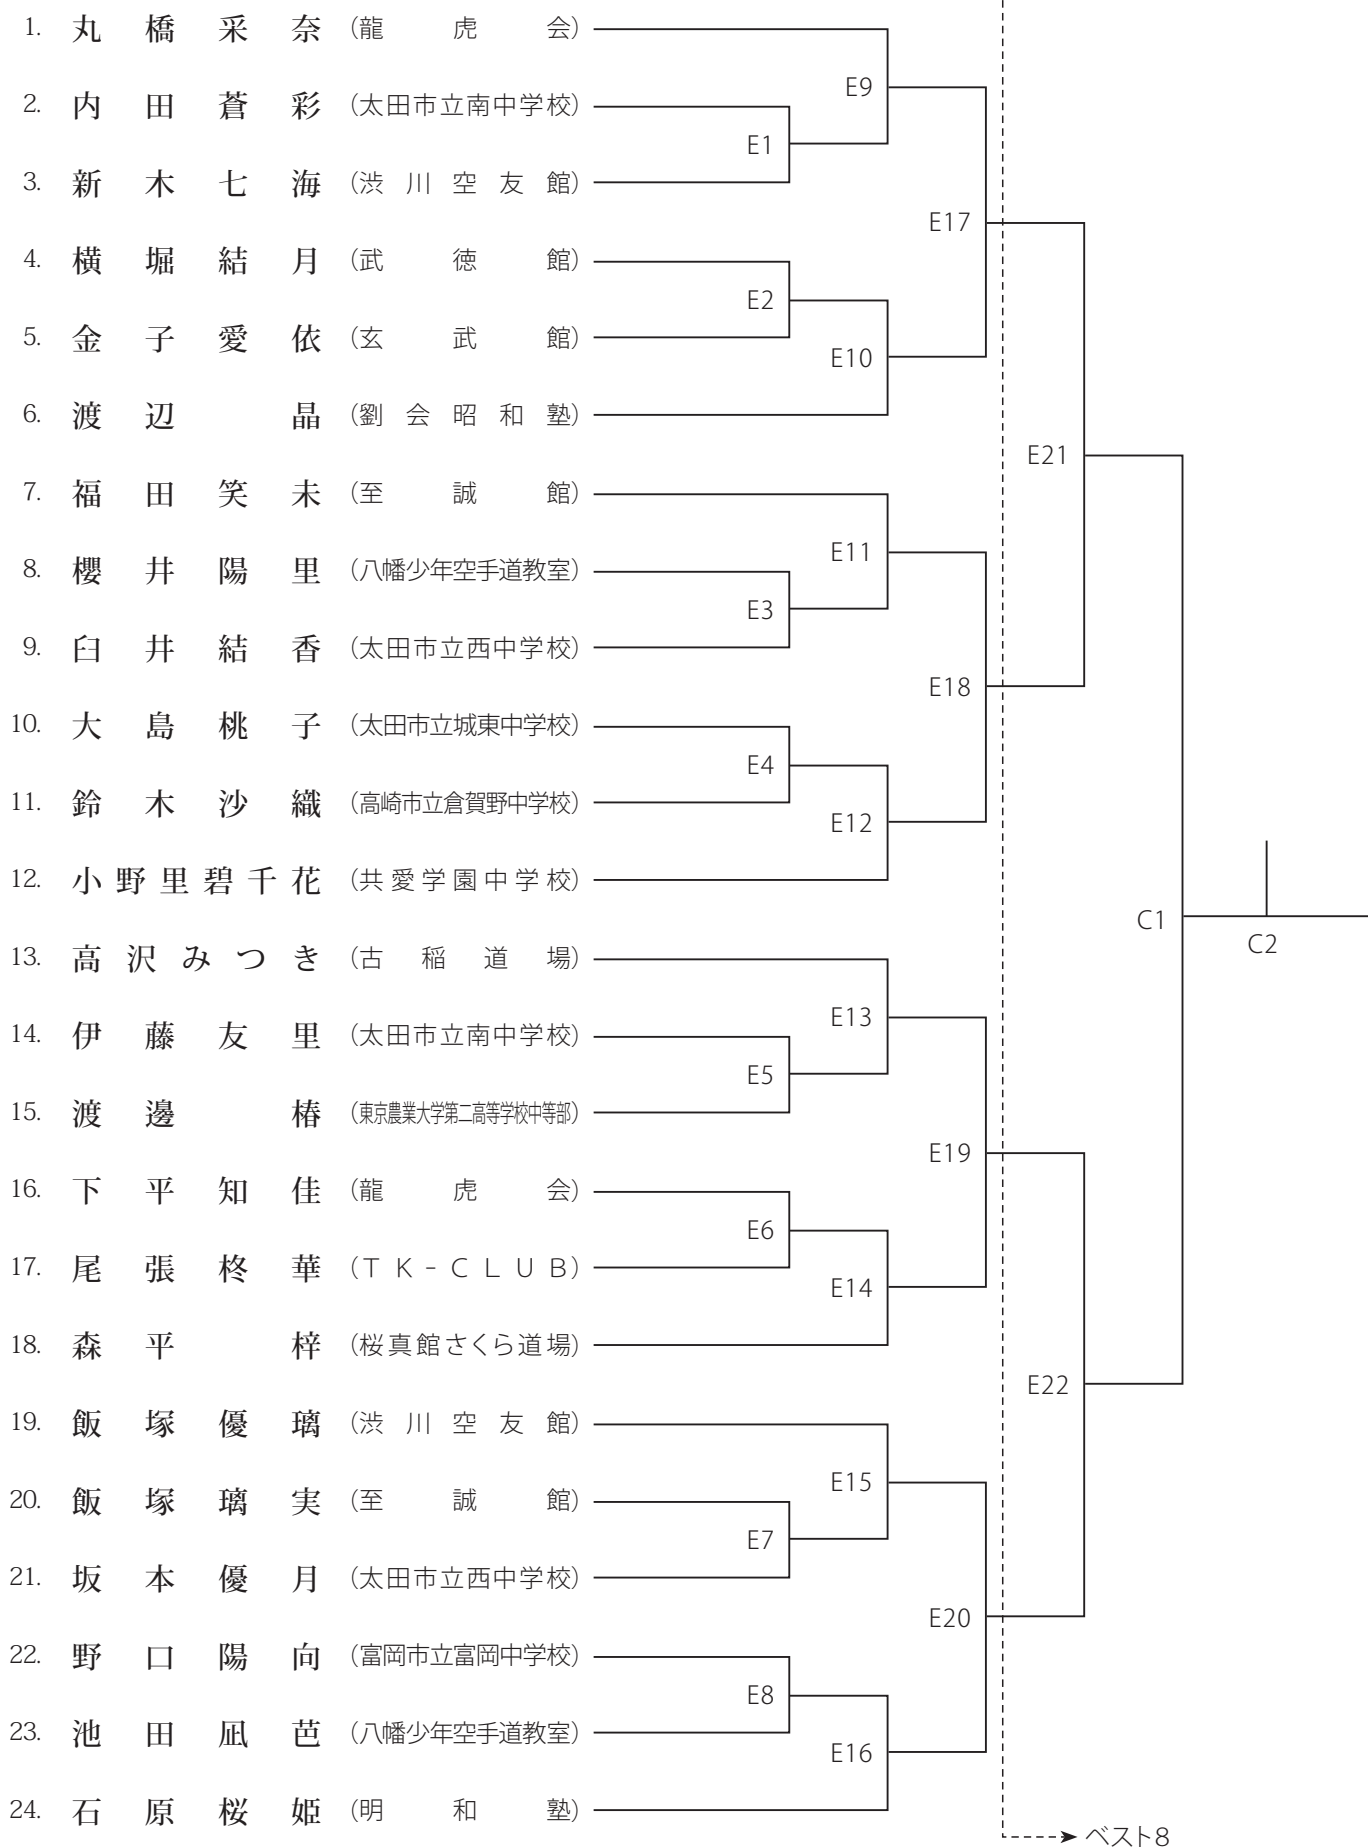 1. 丸橋采奈 (龍虎会)
E9
2. 内田蒼彩 (太田市立南中学校)
E1
3. 新木七海 (渋川空友館)
E17
4. 横堀結月 (武徳館)
E2
5. 金子愛依 (玄武館)
E10
6. 渡辺晶 (劉会昭和塾)
E21
7. 福田笑未 (至誠館)
E11
8. 櫻井陽里 (八幡少年空手道教室)
E3
9. 臼井結香 (太田市立西中学校)
E18
10. 大島桃子 (太田市立城東中学校)
E4
11. 鈴木沙織 (高崎市立倉賀野中学校)
E12
12. 小野里碧千花 (共愛学園中学校)
C1
C2
13. 高沢みつき (古稲道場)
E13
14. 伊藤友里 (太田市立南中学校)
E5
15. 渡邊椿 (東京農業大学第二高等学校中等部)
E19
16. 下平知佳 (龍虎会)
E6
17. 尾張柊華 (TK-CLUB)
E14
18. 森平梓 (桜真館さくら道場)
E22
19. 飯塚優璃 (渋川空友館)
E15
20. 飯塚璃実 (至誠館)
E7
21. 坂本優月 (太田市立西中学校)
E20
22. 野口陽向 (富岡市立富岡中学校)
E8
23. 池田凪芭 (八幡少年空手道教室)
E16
24. 石原桜姫 (明和塾)
ベスト8